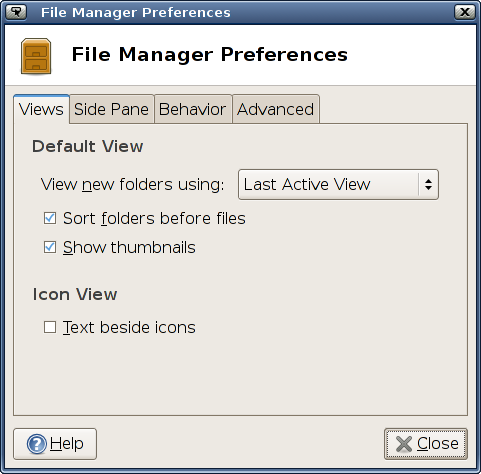 File Manager Preferences
File Manager Preferences
Views Side Pane Behavior Advanced
Default View
View new folders using: Last Active View
Sort folders before files
Show thumbnails
Icon View
Text beside icons
Help Close